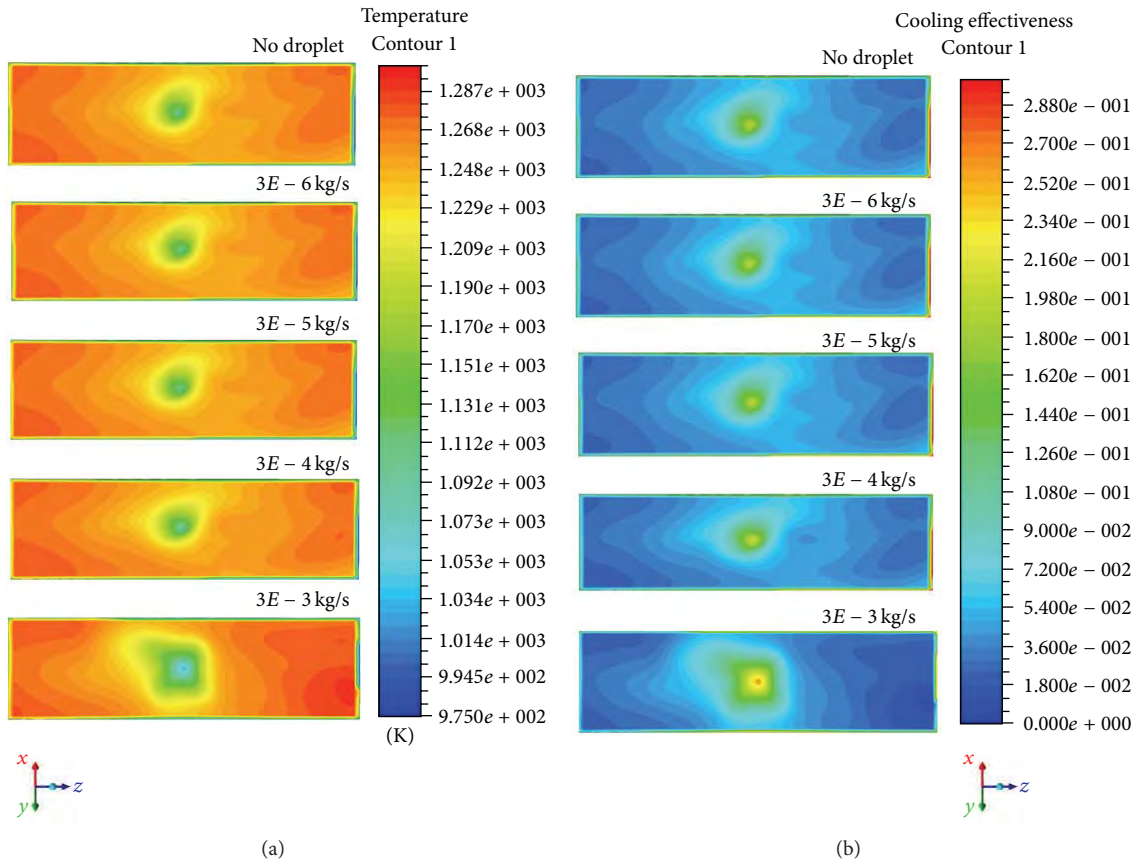 Temperature
Contour 1
No droplet
3E − 6 kg/s
3E − 5 kg/s
3E − 4 kg/s
3E − 3 kg/s
1.287e + 003
1.268e + 003
1.229e + 003
1.209e + 003
1.190e + 003
1.170e + 003
1.151e + 003
1.131e + 003
1.112e + 003
1.092e + 003
1.073e + 003
1.053e + 003
1.034e + 003
1.014e + 003
9.945e + 002
9.750e + 002
(K)
x
y
z
(a)
Cooling effectiveness
Contour 1
No droplet
3E − 6 kg/s
3E − 5 kg/s
3E − 4 kg/s
3E − 3 kg/s
2.880e − 001
2.700e − 001
2.520e − 001
2.340e − 001
2.160e − 001
1.980e − 001
1.800e − 001
1.620e − 001
1.440e − 001
1.260e − 001
1.080e − 001
9.000e − 002
7.200e − 002
5.400e − 002
3.600e − 002
1.800e − 002
0.000e + 000
x
y
z
(b)